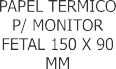 PAPEL TERMICO
P/ MONITOR
FETAL 150 X 90
MM